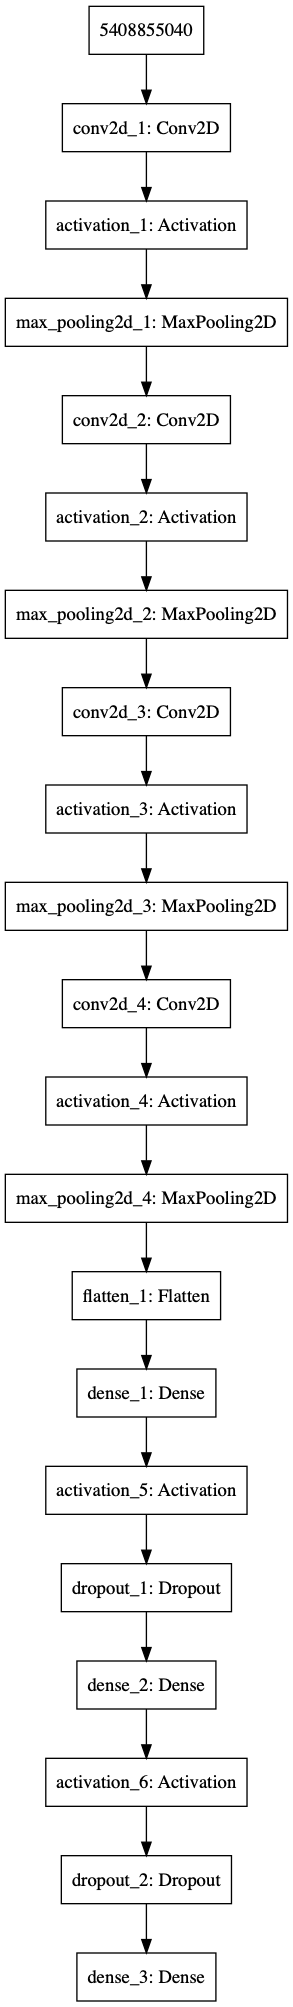 5408855040
conv2d_1: Conv2D
activation_1: Activation
max_pooling2d_1: MaxPooling2D
conv2d_2: Conv2D
activation_2: Activation
max_pooling2d_2: MaxPooling2D
conv2d_3: Conv2D
activation_3: Activation
max_pooling2d_3: MaxPooling2D
conv2d_4: Conv2D
activation_4: Activation
max_pooling2d_4: MaxPooling2D
flatten_1: Flatten
dense_1: Dense
activation_5: Activation
dropout_1: Dropout
dense_2: Dense
activation_6: Activation
dropout_2: Dropout
dense_3: Dense